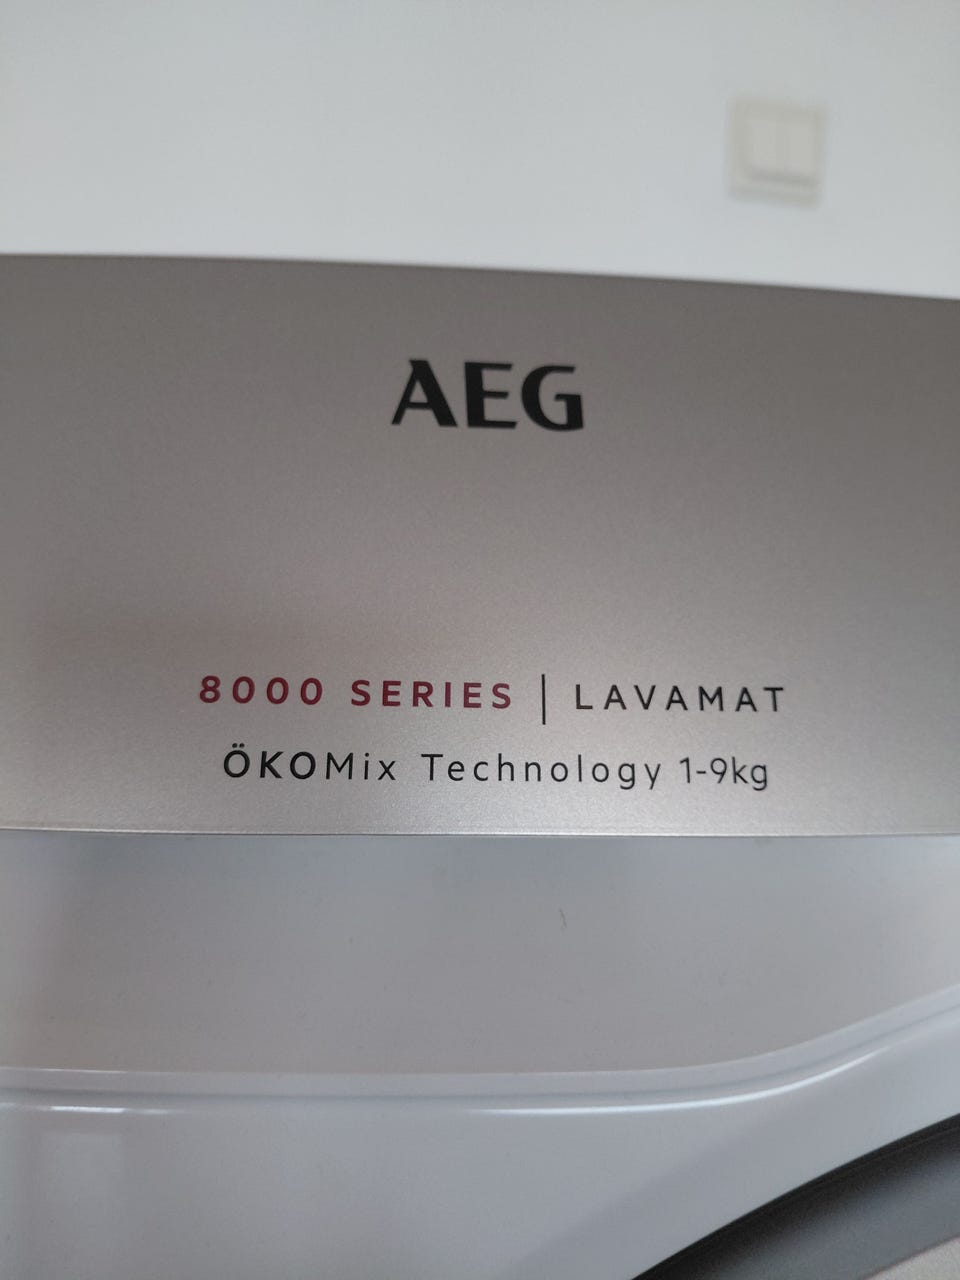 AEG
8000 SERIES | LAVAMAT
ÖKOMix Technology 1-9kg